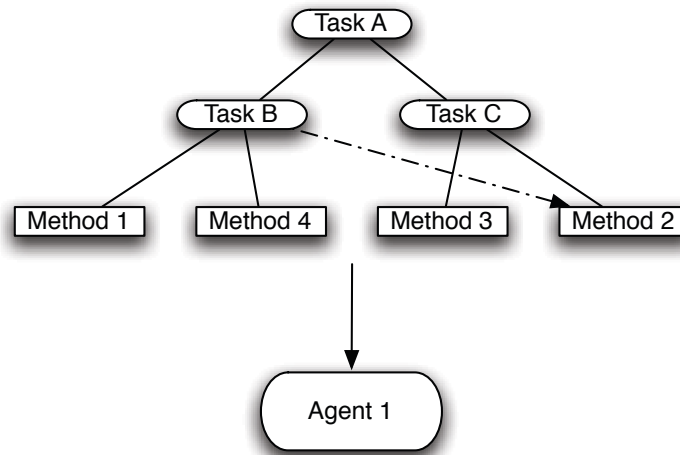 Task A
Task B
Task C
Method 1
Method 4
Method 3
Method 2
Agent 1